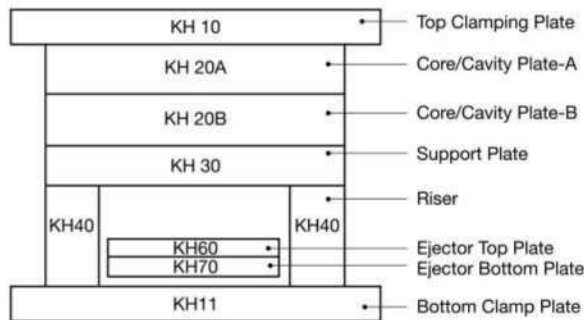 KH 10 Top Clamping Plate
KH 20A Core/Cavity Plate-A
KH 20B Core/Cavity Plate-B
KH 30 Support Plate
KH40 KH40 Riser
KH60 Ejector Top Plate
KH70 Ejector Bottom Plate
KH11 Bottom Clamp Plate